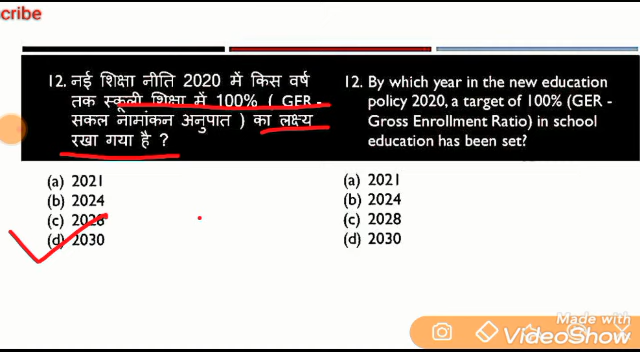 cribe
12. नई शिक्षा नीति 2020 में किस वर्ष
तक स्कूली शिक्षा में 100% ( GER -
सकल नामांकन अनुपात ) का लक्ष्य
रखा गया है ?
(a) 2021
(b) 2024
(c) 2028
(d) 2030
12. By which year in the new education
policy 2020, a target of 100% (GER -
Gross Enrollment Ratio) in school
education has been set?
(a) 2021
(b) 2024
(c) 2028
(d) 2030
Made with
VideoShow